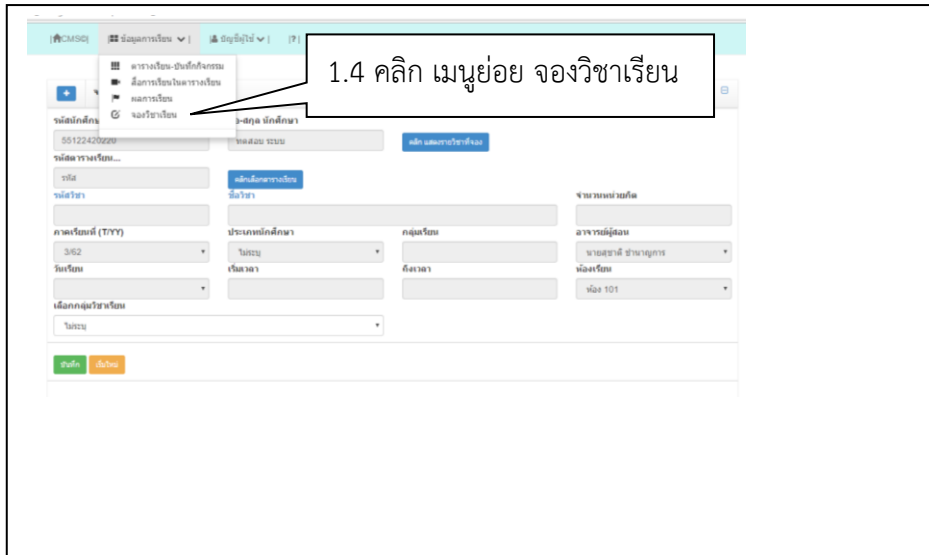 |CMS©| |ข้อมูลการเรียน | |บัญชีผู้ใช้ | |?|
ตารางเรียน-บันทึกกิจกรรม
สื่อการเรียนในตารางเรียน
ผลการเรียน
จองวิชาเรียน
1.4 คลิก เมนูย่อย จองวิชาเรียน
รหัสนักศึกษา -สกุล นักศึกษา
55122420220 ทดสอบ ระบบ คลิก แสดงรายวิชาที่จอง
รหัสตารางเรียน...
รหัส คลิกเลือกตารางเรียน
รหัสวิชา ชื่อวิชา จำนวนหน่วยกิต
ภาคเรียนที่ (T/YY) ประเภทนักศึกษา กลุ่มเรียน อาจารย์ผู้สอน
3/62 ไม่ระบุ นายสุชาติ ชำนาญการ
วันเรียน เริ่มเวลา ถึงเวลา ห้องเรียน
ห้อง 101
เลือกกลุ่มวิชาเรียน
ไม่ระบุ
บันทึก เริ่มใหม่